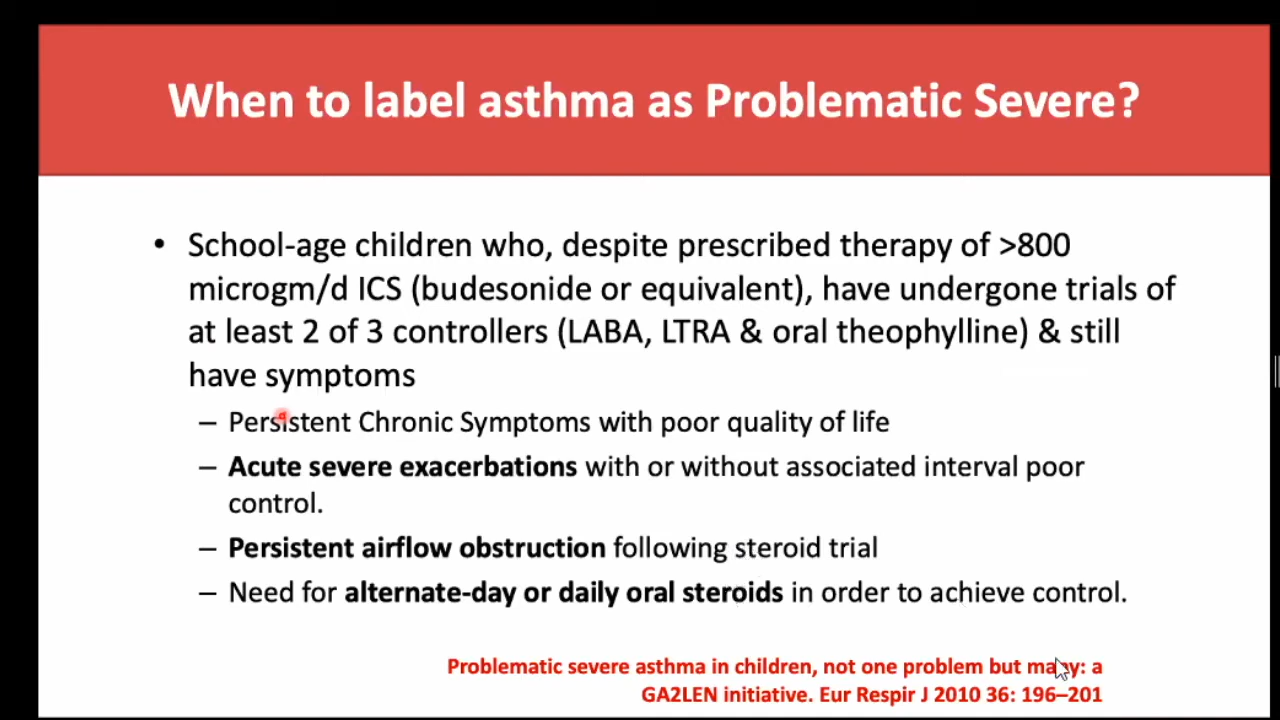 When to label asthma as Problematic Severe?
• School-age children who, despite prescribed therapy of >800
microgm/d ICS (budesonide or equivalent), have undergone trials of
at least 2 of 3 controllers (LABA, LTRA & oral theophylline) & still
have symptoms
– Persistent Chronic Symptoms with poor quality of life
– Acute severe exacerbations with or without associated interval poor
control.
– Persistent airflow obstruction following steroid trial
– Need for alternate-day or daily oral steroids in order to achieve control.
Problematic severe asthma in children, not one problem but many: a
GA2LEN initiative. Eur Respir J 2010 36: 196–201